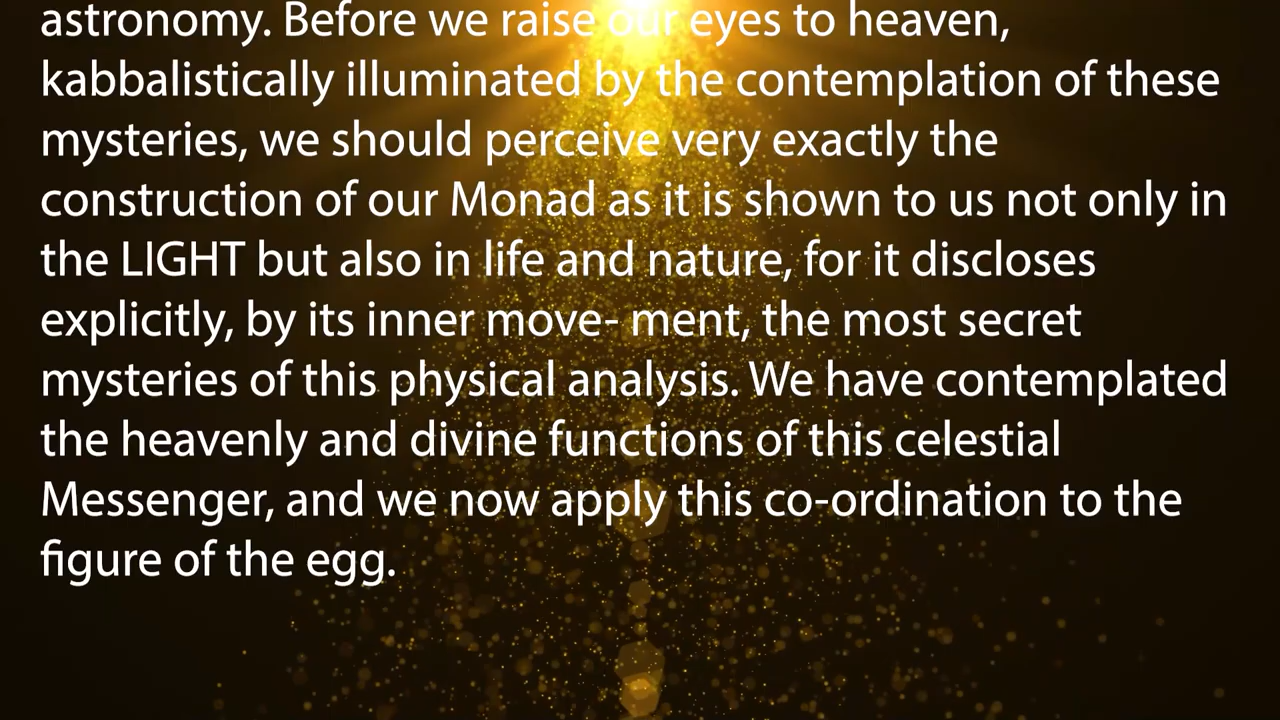 astronomy. Before we raise our eyes to heaven,
kabbalistically illuminated by the contemplation of these
mysteries, we should perceive very exactly the
construction of our Monad as it is shown to us not only in
the LIGHT but also in life and nature, for it discloses
explicitly, by its inner move- ment, the most secret
mysteries of this physical analysis. We have contemplated
the heavenly and divine functions of this celestial
Messenger, and we now apply this co-ordination to the
figure of the egg.